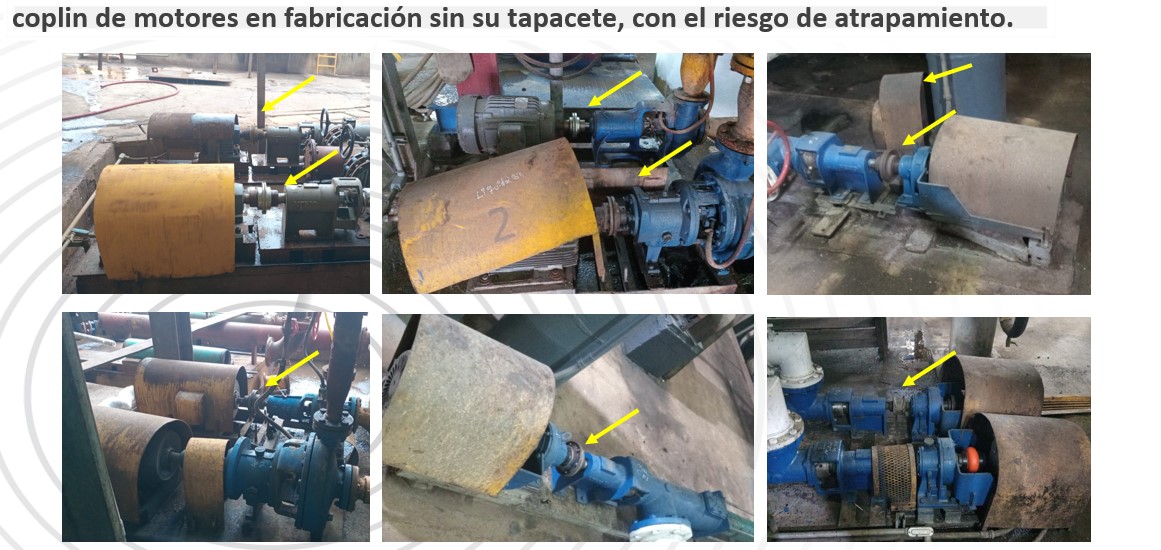 coplin de motores en fabricación sin su tapacete, con el riesgo de atrapamiento.
2